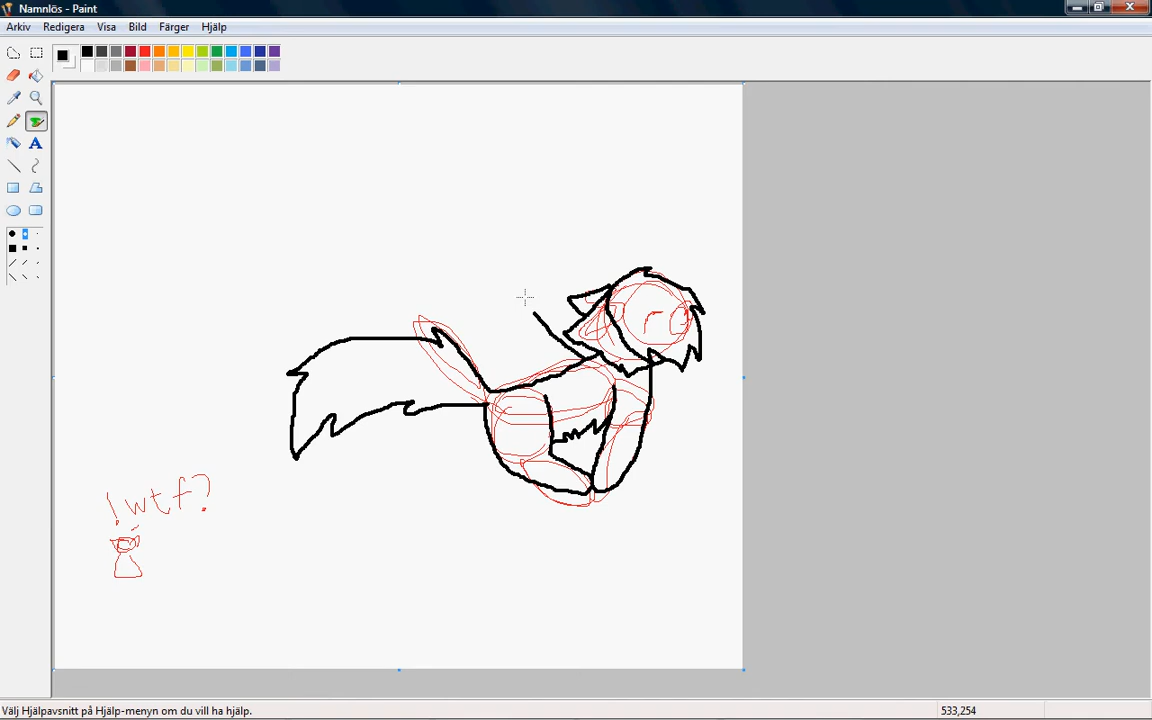 Namnlös - Paint
Arkiv Redigera Visa Bild Färger Hjälp
A
!wtf?
Välj Hjälpavsnitt på Hjälp-menyn om du vill ha hjälp.
533,254